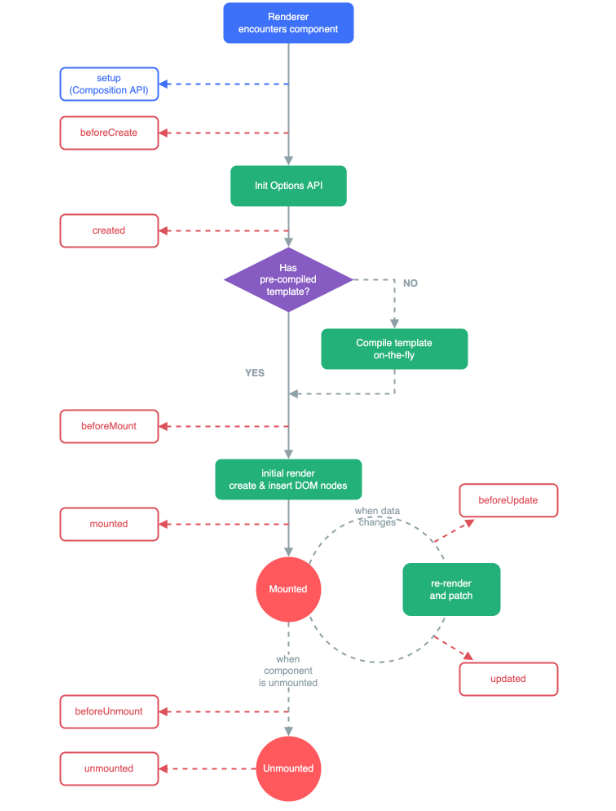 Renderer
encounters component
setup
(Composition API)
beforeCreate
Init Options API
created
Has
pre-compiled
template?
NO
Compile template
on-the-fly
YES
beforeMount
initial render
create & insert DOM nodes
beforeUpdate
when data
changes
mounted
Mounted
re-render
and patch
when
component
is unmounted
updated
beforeUnmount
unmounted
Unmounted